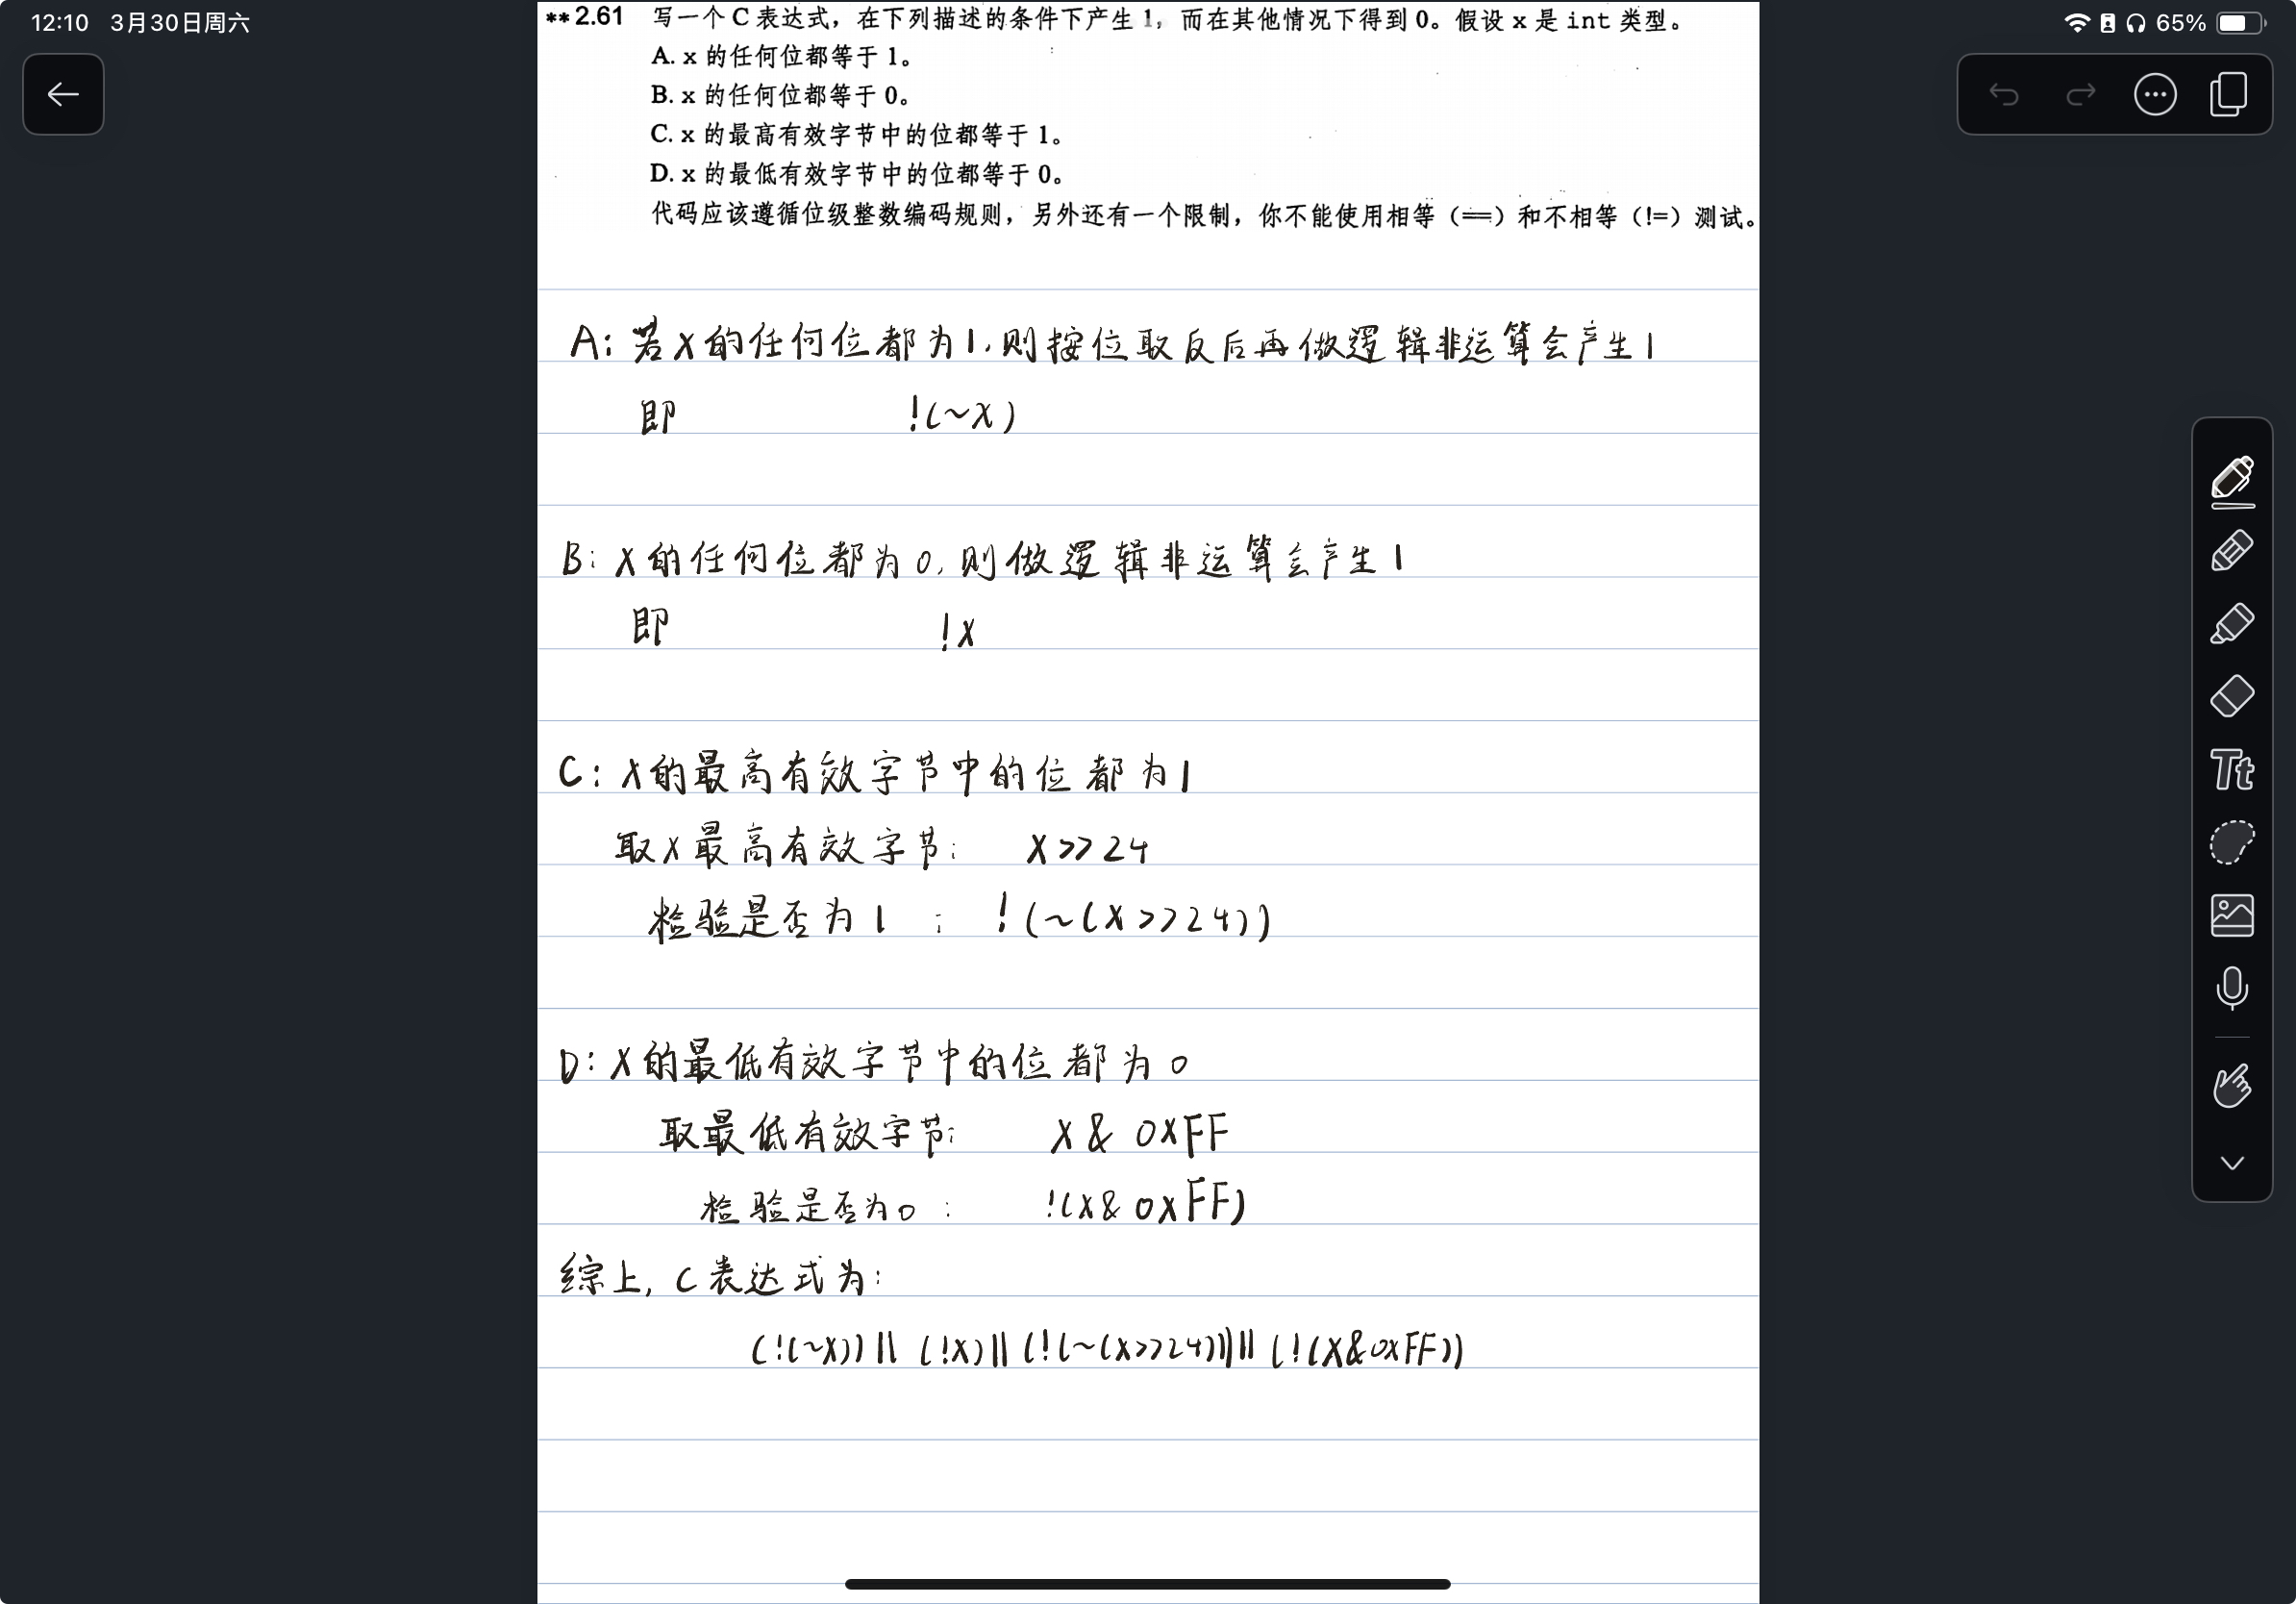 12:10 3月30日周六
65%
** 2.61 写一个 C 表达式，在下列描述的条件下产生 1，而在其他情况下得到 0。假设 x 是 int 类型。
A. x 的任何位都等于 1。
B. x 的任何位都等于 0。
C. x 的最高有效字节中的位都等于 1。
D. x 的最低有效字节中的位都等于 0。
代码应该遵循位级整数编码规则，另外还有一个限制，你不能使用相等（==）和不相等（!=）测试。
A: 若X的任何位都为1,则按位取反后再做逻辑非运算会产生1
即 !(~X)
B: X的任何位都为0,则做逻辑非运算会产生1
即 !X
C: X的最高有效字节中的位都为1
取X最高有效字节: X>>24
检验是否为1 : !(~(X>>24))
D: X的最低有效字节中的位都为0
取最低有效字节: X & 0XFF
检验是否为0 : !(X& 0XFF)
综上, C表达式为:
(!(~X)) || (!X) || (!(~(X>>24))) || (!(X&0XFF))
Tt